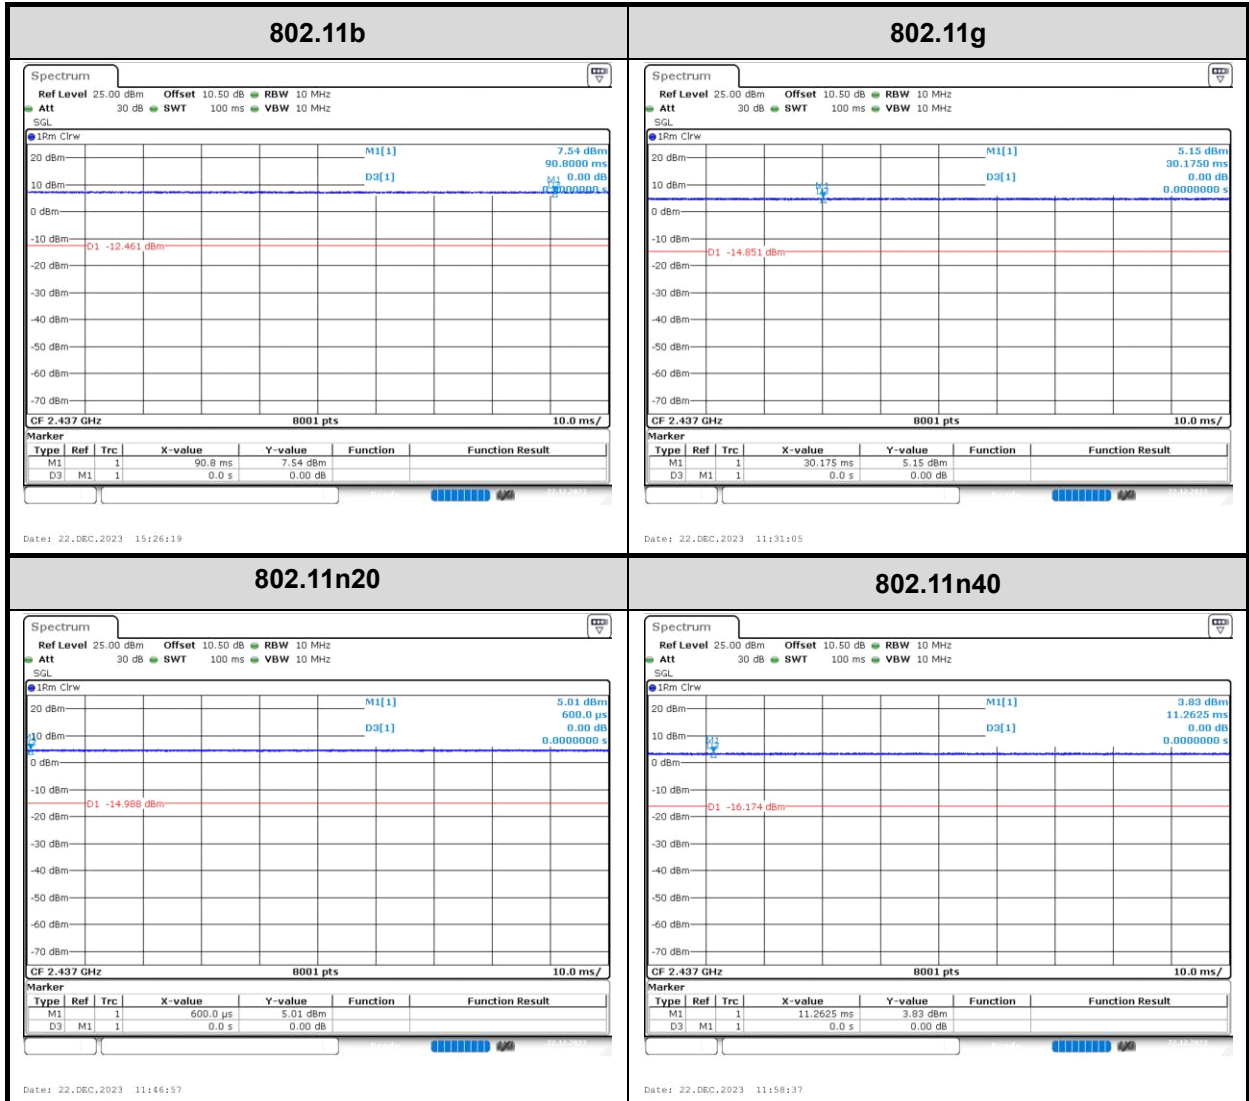 802.11b
Spectrum
Ref Level 25.00 dBm Offset 10.50 dB RBW 10 MHz
Att 30 dB SWT 100 ms VBW 10 MHz
SGL
1Rm Clrw
M1[1] 7.54 dBm
90.8000 ms
D3[1] 0.00 dB
0.0000000 s
M1
20 dBm
10 dBm
0 dBm
-10 dBm
D1 -12.461 dBm
-20 dBm
-30 dBm
-40 dBm
-50 dBm
-60 dBm
-70 dBm
CF 2.437 GHz 8001 pts 10.0 ms/
Marker
Type Ref Trc X-value Y-value Function Function Result
M1 1 90.8 ms 7.54 dBm
D3 M1 1 0.0 s 0.00 dB
Date: 22.DEC.2023 15:26:19
802.11g
Spectrum
Ref Level 25.00 dBm Offset 10.50 dB RBW 10 MHz
Att 30 dB SWT 100 ms VBW 10 MHz
SGL
1Rm Clrw
M1[1] 5.15 dBm
30.1750 ms
D3[1] 0.00 dB
0.0000000 s
20 dBm
10 dBm
0 dBm
-10 dBm
D1 -14.851 dBm
-20 dBm
-30 dBm
-40 dBm
-50 dBm
-60 dBm
-70 dBm
CF 2.437 GHz 8001 pts 10.0 ms/
Marker
Type Ref Trc X-value Y-value Function Function Result
M1 1 30.175 ms 5.15 dBm
D3 M1 1 0.0 s 0.00 dB
Date: 22.DEC.2023 11:31:05
802.11n20
Spectrum
Ref Level 25.00 dBm Offset 10.50 dB RBW 10 MHz
Att 30 dB SWT 100 ms VBW 10 MHz
SGL
1Rm Clrw
M1[1] 5.01 dBm
600.0 µs
D3[1] 0.00 dB
0.0000000 s
20 dBm
10 dBm
0 dBm
-10 dBm
D1 -14.988 dBm
-20 dBm
-30 dBm
-40 dBm
-50 dBm
-60 dBm
-70 dBm
CF 2.437 GHz 8001 pts 10.0 ms/
Marker
Type Ref Trc X-value Y-value Function Function Result
M1 1 600.0 µs 5.01 dBm
D3 M1 1 0.0 s 0.00 dB
Date: 22.DEC.2023 11:46:57
802.11n40
Spectrum
Ref Level 25.00 dBm Offset 10.50 dB RBW 10 MHz
Att 30 dB SWT 100 ms VBW 10 MHz
SGL
1Rm Clrw
M1[1] 3.83 dBm
11.2625 ms
D3[1] 0.00 dB
0.0000000 s
20 dBm
10 dBm
M1
0 dBm
-10 dBm
D1 -16.174 dBm
-20 dBm
-30 dBm
-40 dBm
-50 dBm
-60 dBm
-70 dBm
CF 2.437 GHz 8001 pts 10.0 ms/
Marker
Type Ref Trc X-value Y-value Function Function Result
M1 1 11.2625 ms 3.83 dBm
D3 M1 1 0.0 s 0.00 dB
Date: 22.DEC.2023 11:58:37